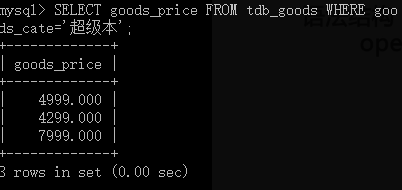 mysql> SELECT goods_price FROM tdb_goods WHERE goo
ds_cate='超级本';
+-------------+
| goods_price |
+-------------+
|    4999.000 |
|    4299.000 |
|    7999.000 |
+-------------+
3 rows in set (0.00 sec)
ope